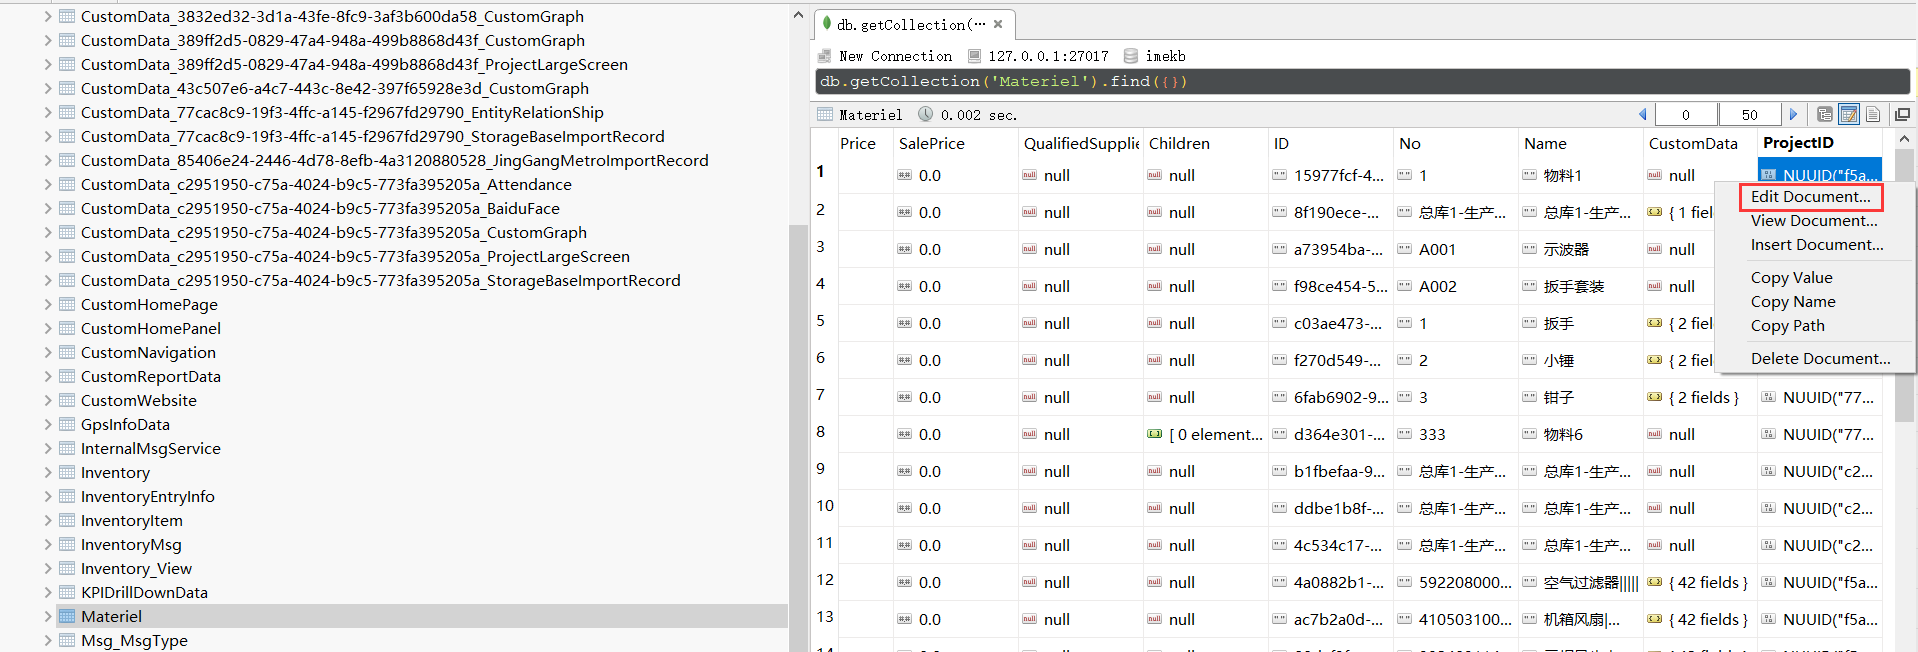 CustomData_3832ed32-3d1a-43fe-8fc9-3af3b600da58_CustomGraph
CustomData_389ff2d5-0829-47a4-948a-499b8868d43f_CustomGraph
CustomData_389ff2d5-0829-47a4-948a-499b8868d43f_ProjectLargeScreen
CustomData_43c507e6-a4c7-443c-8e42-397f65928e3d_CustomGraph
CustomData_77cac8c9-19f3-4ffc-a145-f2967fd29790_EntityRelationShip
CustomData_77cac8c9-19f3-4ffc-a145-f2967fd29790_StorageBaseImportRecord
CustomData_85406e24-2446-4d78-8efb-4a3120880528_JingGangMetroImportRecord
CustomData_c2951950-c75a-4024-b9c5-773fa395205a_Attendance
CustomData_c2951950-c75a-4024-b9c5-773fa395205a_BaiduFace
CustomData_c2951950-c75a-4024-b9c5-773fa395205a_CustomGraph
CustomData_c2951950-c75a-4024-b9c5-773fa395205a_ProjectLargeScreen
CustomData_c2951950-c75a-4024-b9c5-773fa395205a_StorageBaseImportRecord
CustomHomePage
CustomHomePanel
CustomNavigation
CustomReportData
CustomWebsite
GpsInfoData
InternalMsgService
Inventory
InventoryEntryInfo
InventoryItem
InventoryMsg
Inventory_View
KPIDrillDownData
Materiel
Msg_MsgType
db.getCollection(…
New Connection 127.0.0.1:27017 imekb
db.getCollection('Materiel').find({})
Materiel 0.002 sec. 0 50
Price SalePrice QualifiedSupplie Children ID No Name CustomData ProjectID
1 0.0 null null 15977fcf-4... 1 物料1 null NUUID("f5a...
2 0.0 null null 8f190ece-... 总库1-生产... 总库1-生产... { 1 fiel
3 0.0 null null a73954ba-... A001 示波器 null
4 0.0 null null f98ce454-5... A002 扳手套装 null
5 0.0 null null c03ae473-... 1 扳手 { 2 fiel
6 0.0 null null f270d549-... 2 小锤 { 2 fiel
7 0.0 null null 6fab6902-9... 3 钳子 { 2 fields } NUUID("77...
8 0.0 null [ 0 element... d364e301-... 333 物料6 null NUUID("77...
9 0.0 null null b1fbefaa-9... 总库1-生产... 总库1-生产... null NUUID("c2...
10 0.0 null null ddbe1b8f-... 总库1-生产... 总库1-生产... null NUUID("c2...
11 0.0 null null 4c534c17-... 总库1-生产... 总库1-生产... null NUUID("c2...
12 0.0 null null 4a0882b1-... 592208000... 空气过滤器||||| { 42 fields } NUUID("f5a...
13 0.0 null null ac7b2a0d-... 410503100... 机箱风扇|... { 42 fields } NUUID("f5a...
Edit Document...
View Document...
Insert Document...
Copy Value
Copy Name
Copy Path
Delete Document...